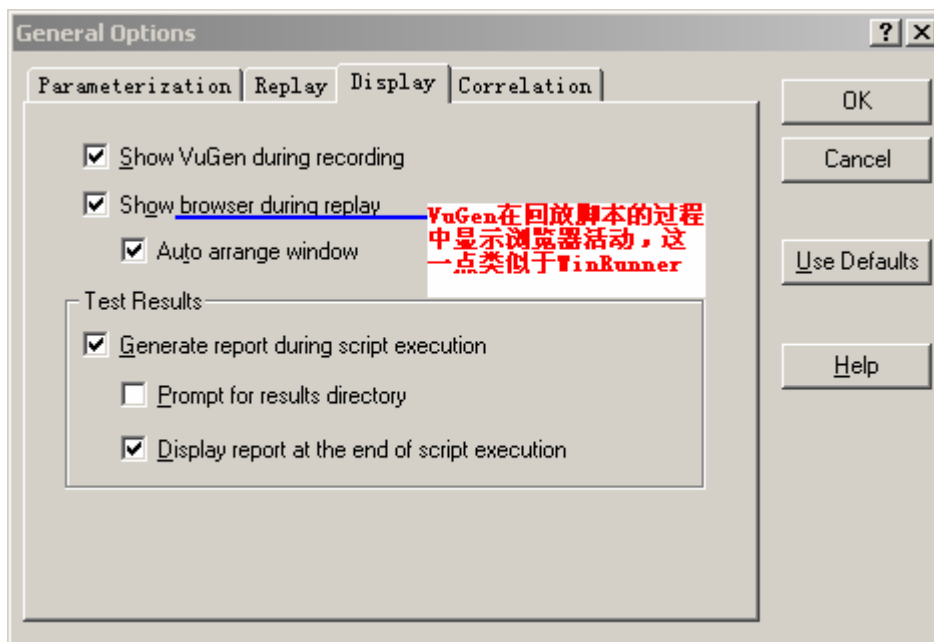 General Options
Parameterization Replay Display Correlation
OK
Show VuGen during recording
Cancel
Show browser during replay
VuGen在回放脚本的过程
中显示浏览器活动，这
一点类似于WinRunner
Auto arrange window
Use Defaults
Test Results
Generate report during script execution
Help
Prompt for results directory
Display report at the end of script execution